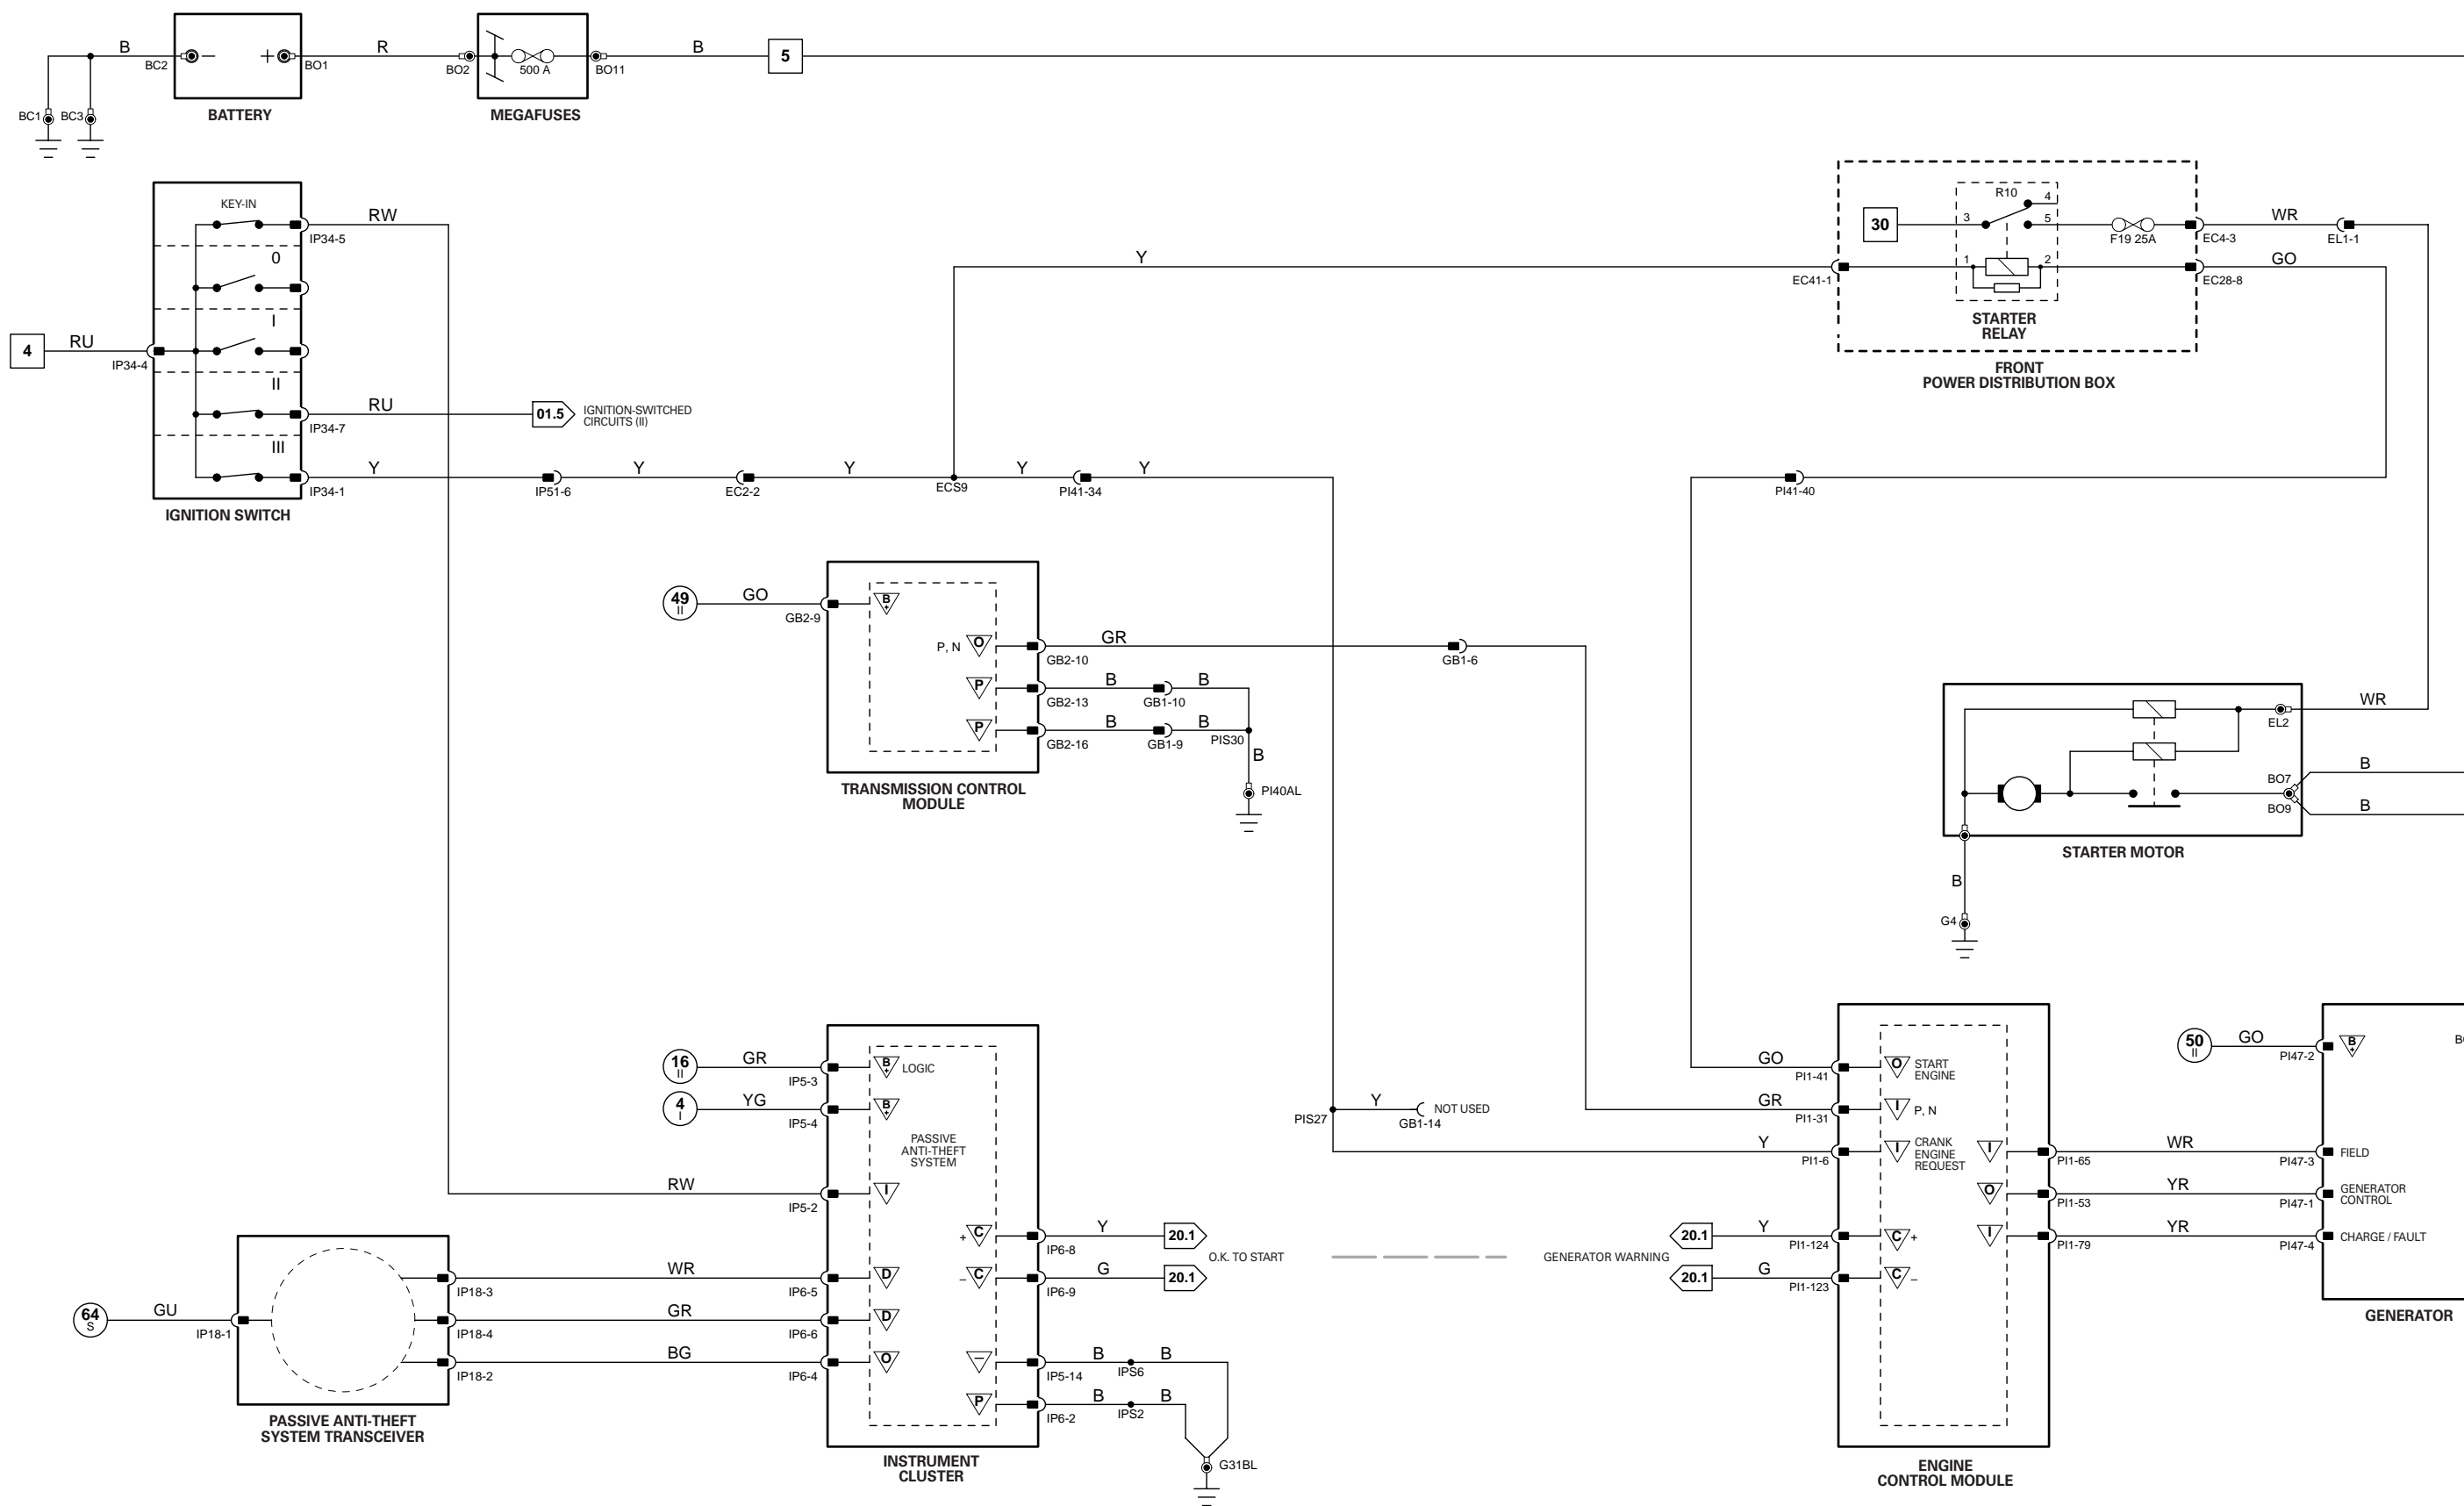 B
BC2
−
+
BO1
R
BO2
500 A
BO11
B
5
BC1
BC3
BATTERY
MEGAFUSES
KEY-IN
RW
IP34-5
0
I
4
RU
IP34-4
II
RU
IP34-7
01.5
IGNITION-SWITCHED
CIRCUITS (II)
III
Y
IP34-1
IGNITION SWITCH
Y
IP51-6
Y
EC2-2
Y
ECS9
Y
PI41-34
Y
Y
EC41-1
30
R10
3
4
5
1
2
F19 25A
EC4-3
WR
EL1-1
EC28-8
GO
STARTER
RELAY
FRONT
POWER DISTRIBUTION BOX
PI41-40
49
II
GO
GB2-9
B
+
P, N
O
GB2-10
GR
GB1-6
P
GB2-13
B
GB1-10
B
P
GB2-16
B
GB1-9
B
PIS30
B
PI40AL
TRANSMISSION CONTROL
MODULE
EL2
WR
BO7
B
BO9
B
STARTER MOTOR
B
G4
16
II
GR
IP5-3
B
+
LOGIC
4
I
YG
IP5-4
B
+
PASSIVE
ANTI-THEFT
SYSTEM
RW
IP5-2
I
+
C
IP6-8
Y
20.1
O.K. TO START
−
C
IP6-9
G
20.1
WR
IP18-3
IP6-5
D
64
S
GU
IP18-1
GR
IP18-4
IP6-6
D
BG
IP18-2
IP6-4
O
−
IP5-14
B
IPS6
B
P
IP6-2
B
IPS2
B
G31BL
PASSIVE ANTI-THEFT
SYSTEM TRANSCEIVER
INSTRUMENT
CLUSTER
PIS27
Y
GB1-14
NOT USED
GO
PI1-41
O
START
ENGINE
GR
PI1-31
I
P, N
Y
PI1-6
I
CRANK
ENGINE
REQUEST
I
PI1-65
WR
PI47-3
FIELD
O
PI1-53
YR
PI47-1
GENERATOR
CONTROL
GENERATOR WARNING
20.1
Y
PI1-124
C
+
I
PI1-79
YR
PI47-4
CHARGE / FAULT
20.1
G
PI1-123
C
−
50
II
GO
PI47-2
B
+
GENERATOR
ENGINE
CONTROL MODULE